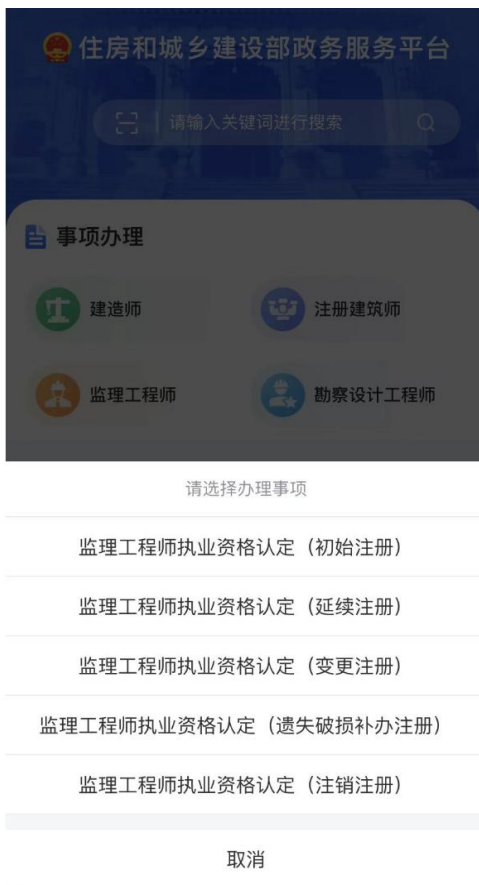 住房和城乡建设部政务服务平台
请输入关键词进行搜索
事项办理
建造师
注册建筑师
监理工程师
勘察设计工程师
请选择办理事项
监理工程师执业资格认定（初始注册）
监理工程师执业资格认定（延续注册）
监理工程师执业资格认定（变更注册）
监理工程师执业资格认定（遗失破损补办注册）
监理工程师执业资格认定（注销注册）
取消